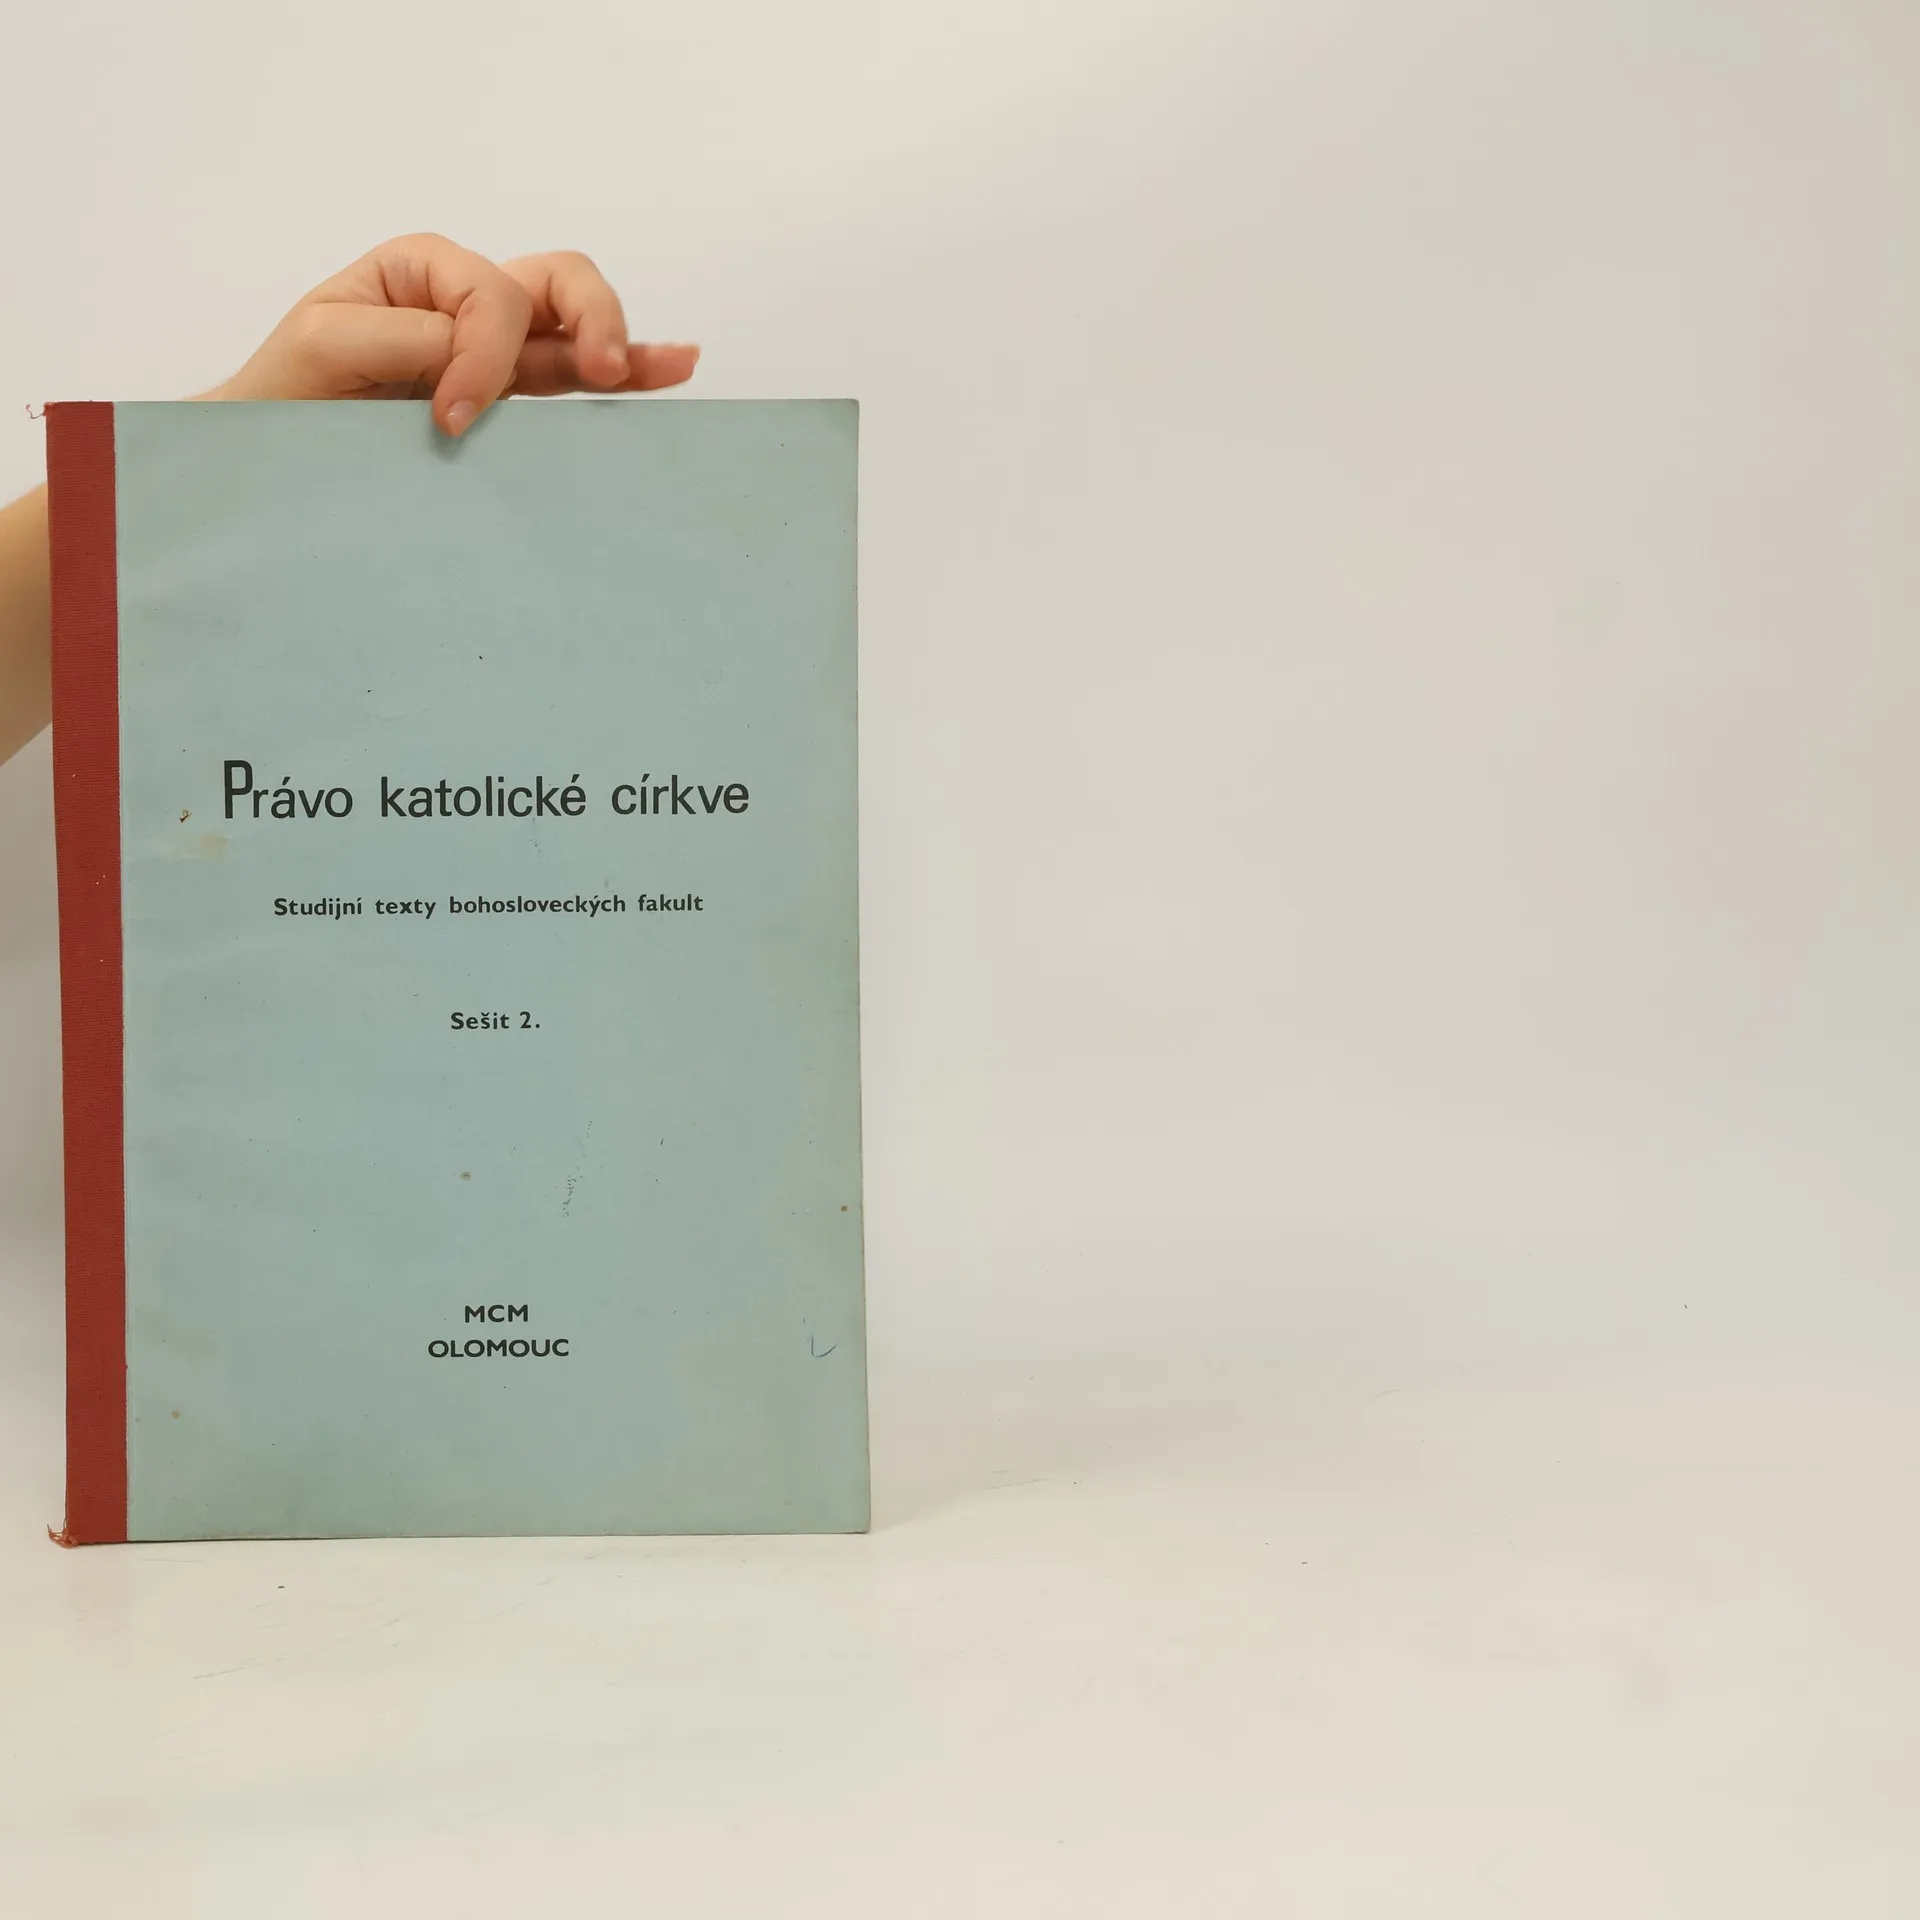 Právo katolické církve
Studijní texty bohosloveckých fakult
Sešit 2.
MCM
OLOMOUC